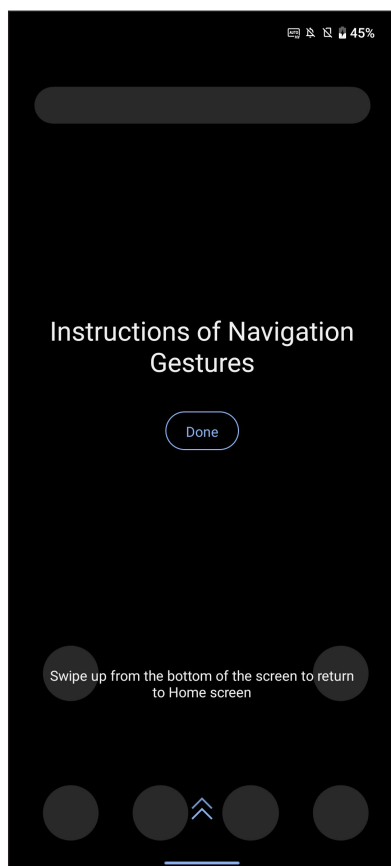 45%
Instructions of Navigation
Gestures
Done
Swipe up from the bottom of the screen to return
to Home screen